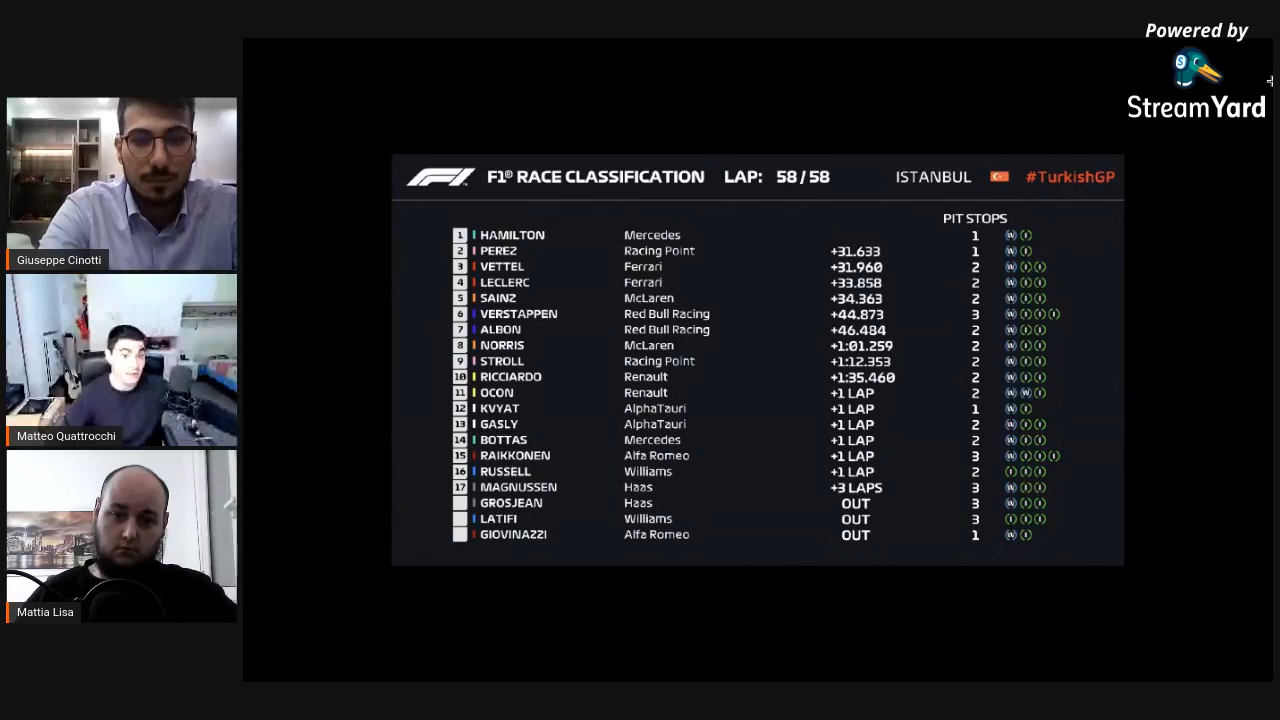 Powered by
StreamYard
Giuseppe Cinotti
Matteo Quattrocchi
Mattia Lisa
F1® RACE CLASSIFICATION LAP: 58/58 ISTANBUL #TurkishGP
PIT STOPS
1 HAMILTON Mercedes 1 W I
2 PEREZ Racing Point +31.633 1 W I
3 VETTEL Ferrari +31.960 2 W I I
4 LECLERC Ferrari +33.858 2 W I I
5 SAINZ McLaren +34.363 2 W I I
6 VERSTAPPEN Red Bull Racing +44.873 3 W I I I
7 ALBON Red Bull Racing +46.484 2 W I I
8 NORRIS McLaren +1:01.259 2 W I I
9 STROLL Racing Point +1:12.353 2 W I I
10 RICCIARDO Renault +1:35.460 2 W I I
11 OCON Renault +1 LAP 2 W W I
12 KVYAT AlphaTauri +1 LAP 1 W I
13 GASLY AlphaTauri +1 LAP 2 W I I
14 BOTTAS Mercedes +1 LAP 2 W I I
15 RAIKKONEN Alfa Romeo +1 LAP 3 W I I I
16 RUSSELL Williams +1 LAP 2 I I I
17 MAGNUSSEN Haas +3 LAPS 3 W I I
GROSJEAN Haas OUT 3 W I I
LATIFI Williams OUT 3 I I I
GIOVINAZZI Alfa Romeo OUT 1 W I